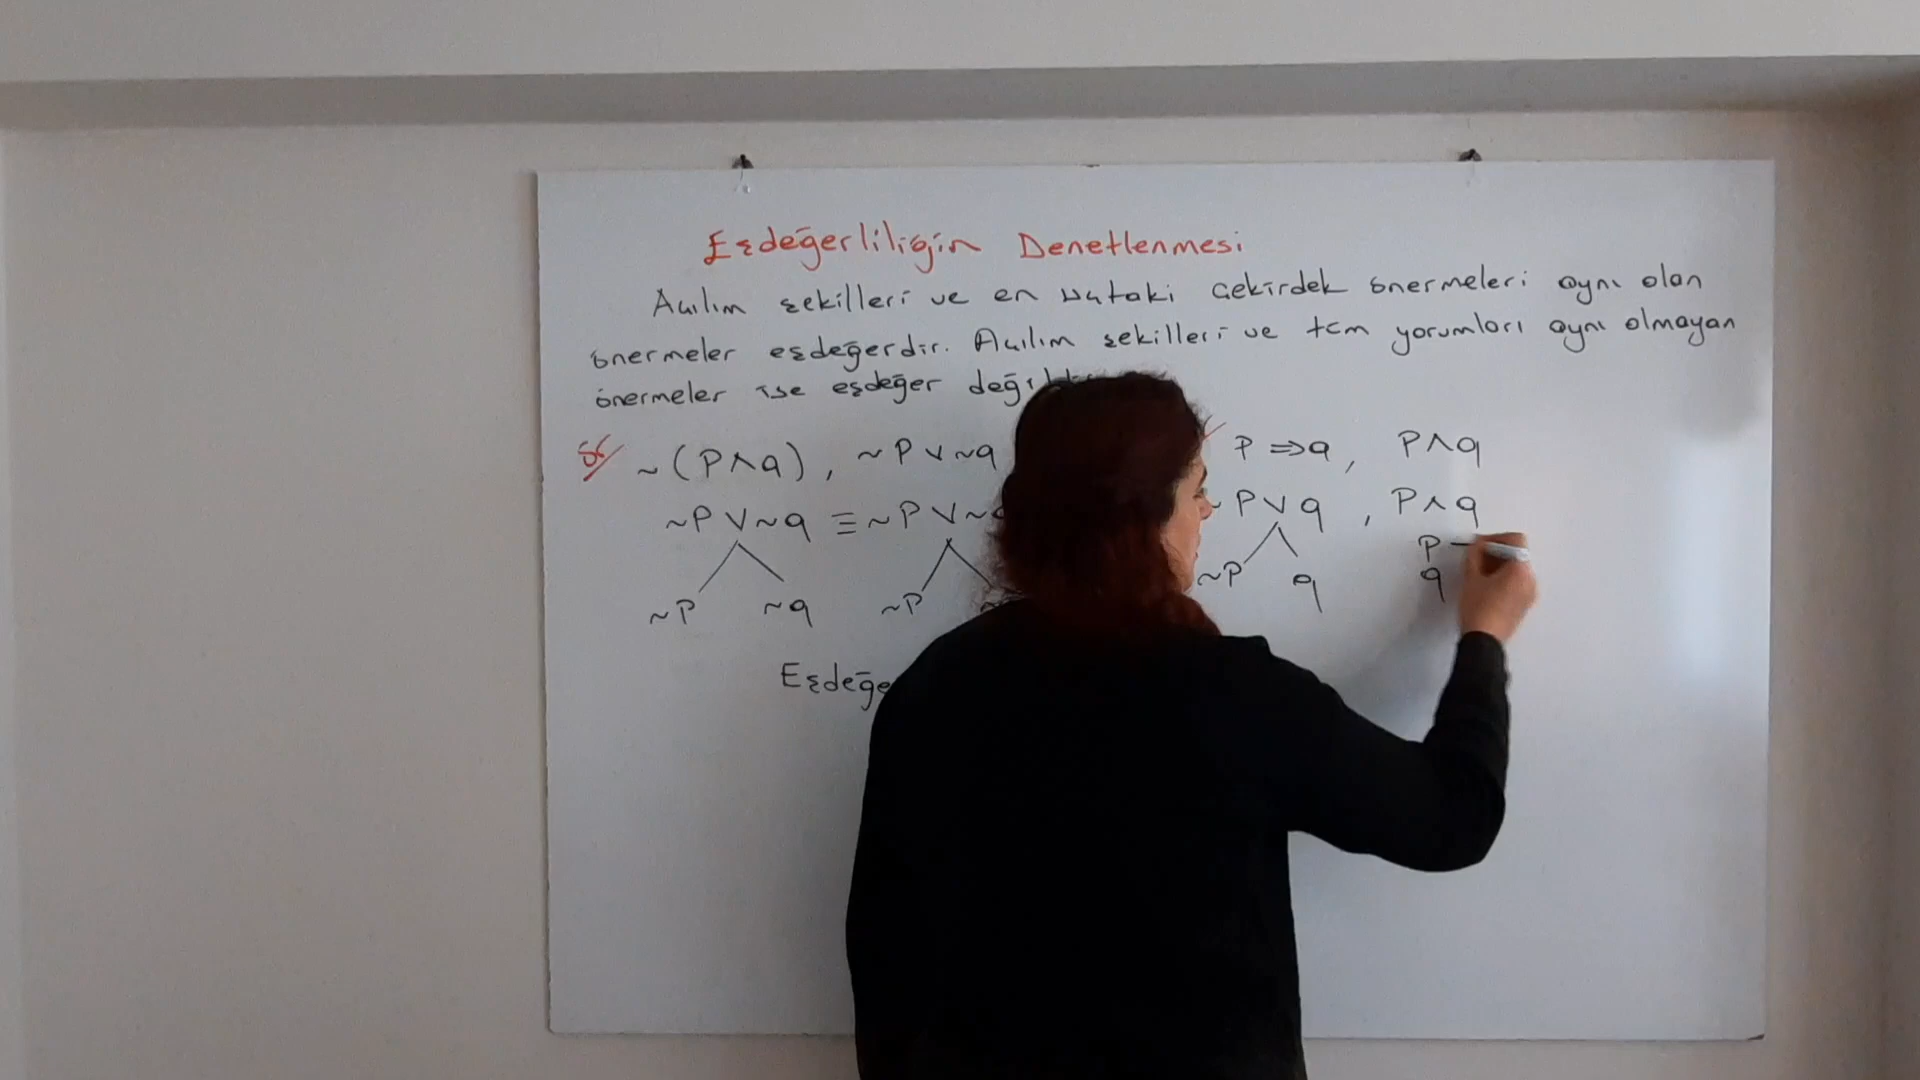 Eşdeğerliliğin Denetlenmesi
Açılım şekilleri ve en uçtaki çekirdek önermeleri aynı olan
önermeler eşdeğerdir. Açılım şekilleri ve tüm yorumları aynı olmayan
önermeler ise eşdeğer değil
ÖR ~(P∧q), ~P∨~q
~P∨~q ≡ ~P∨~
~P ~q ~P
Eşdeğe
P⇒q, P∧q
~P∨q, P∧q
P
~P q q